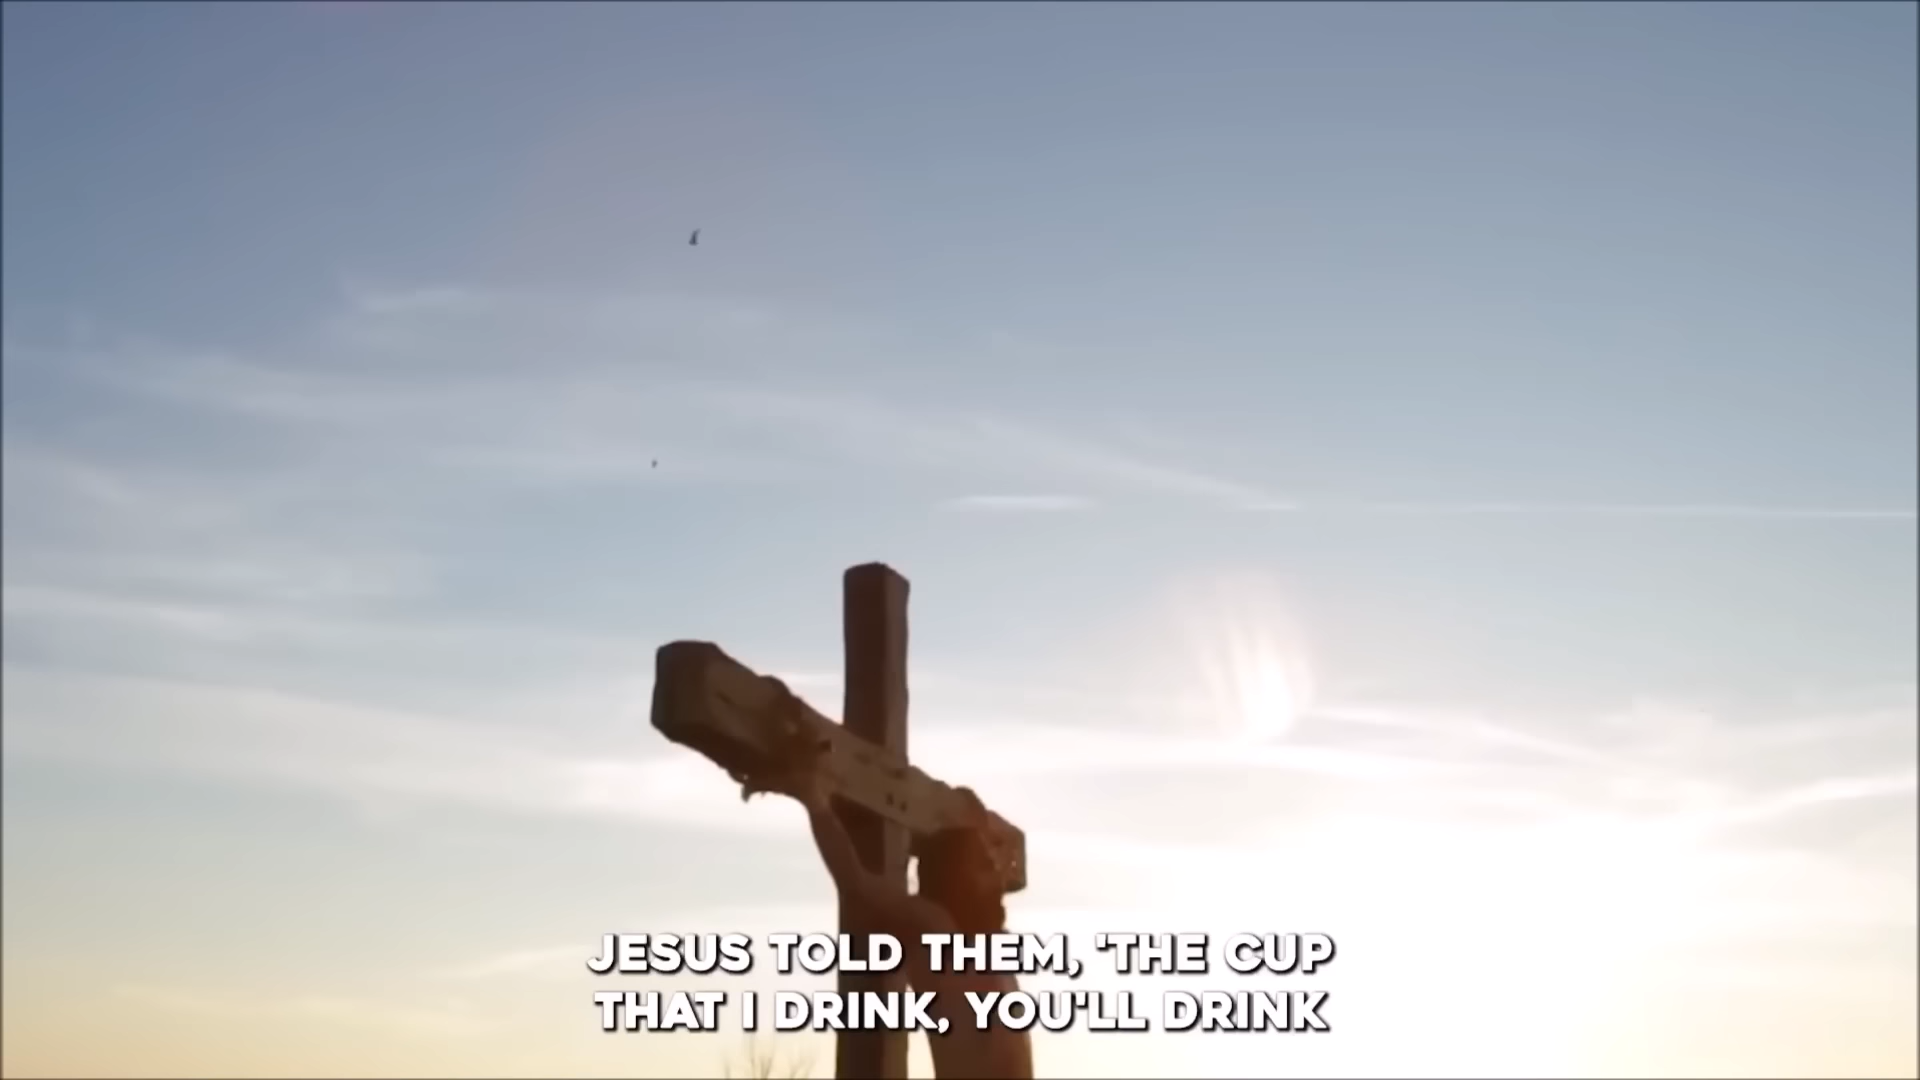 JESUS TOLD THEM, 'THE CUP
THAT I DRINK, YOU'LL DRINK